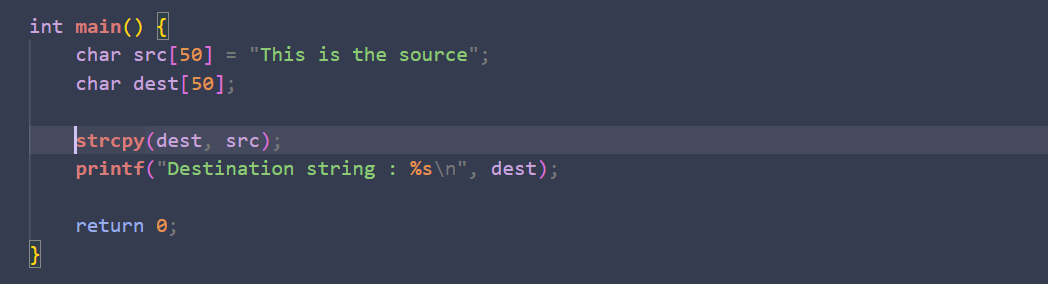 int main() {
    char src[50] = "This is the source";
    char dest[50];
    strcpy(dest, src);
    printf("Destination string : %s\n", dest);
    return 0;
}